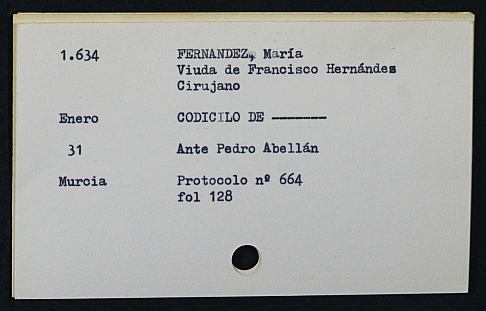 1.634 FERNANDEZ, María
Viuda de Francisco Hernández
Cirujano
Enero CODICILO DE -------
31 Ante Pedro Abellán
Murcia Protocolo nº 664
fol 128